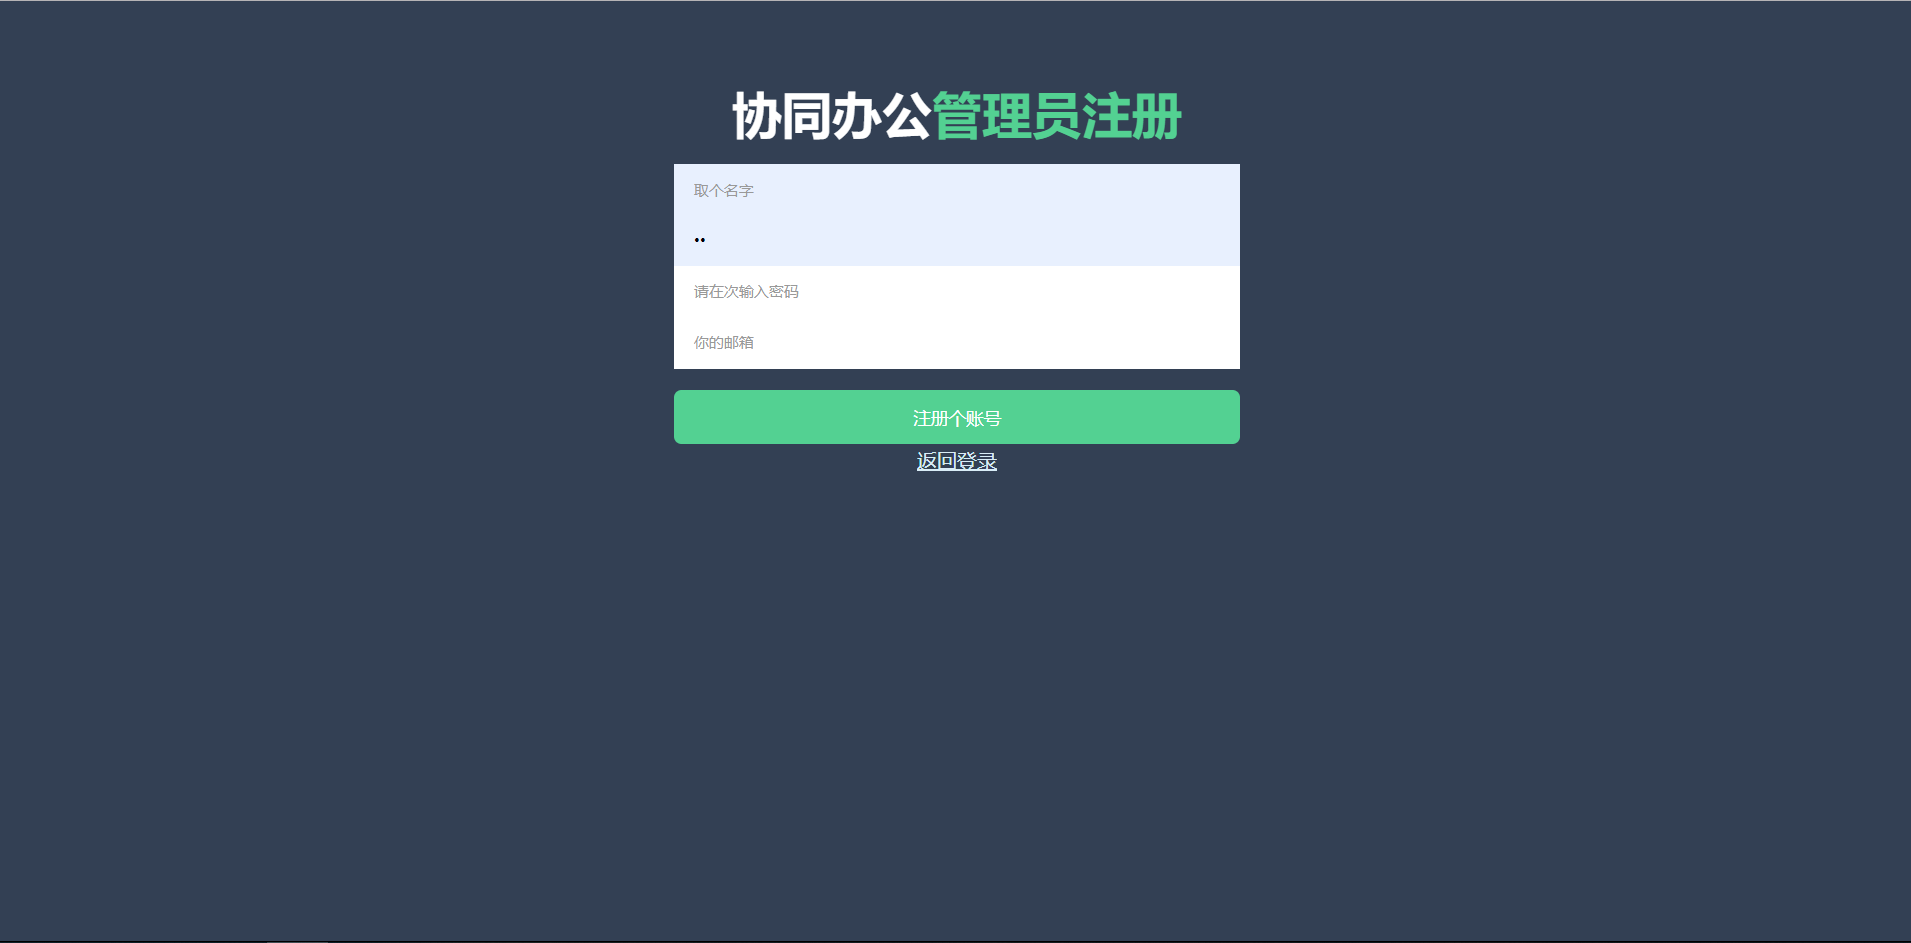 协同办公管理员注册
取个名字
••
请在次输入密码
你的邮箱
注册个账号
返回登录